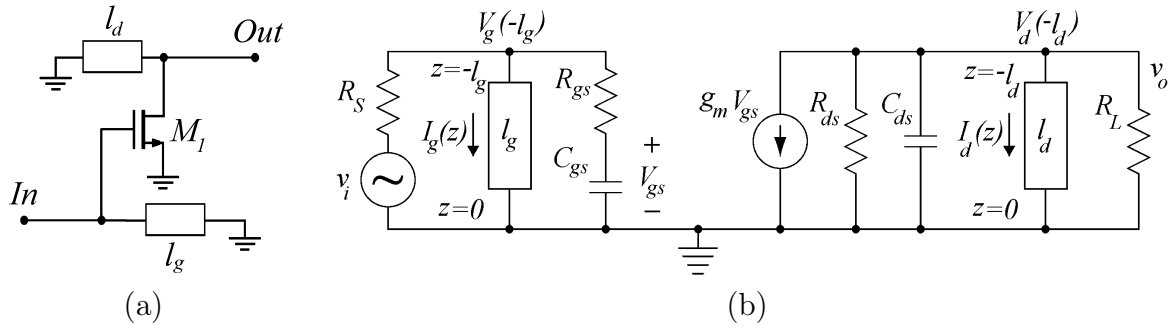 l_d
Out
M_1
In
l_g
(a)
V_g(-l_g)
z=-l_g
R_S
I_g(z)
l_g
R_gs
C_gs
+
V_gs
−
v_i
z=0
V_d(-l_d)
z=-l_d
v_o
g_m V_gs
R_ds
C_ds
I_d(z)
l_d
R_L
z=0
(b)